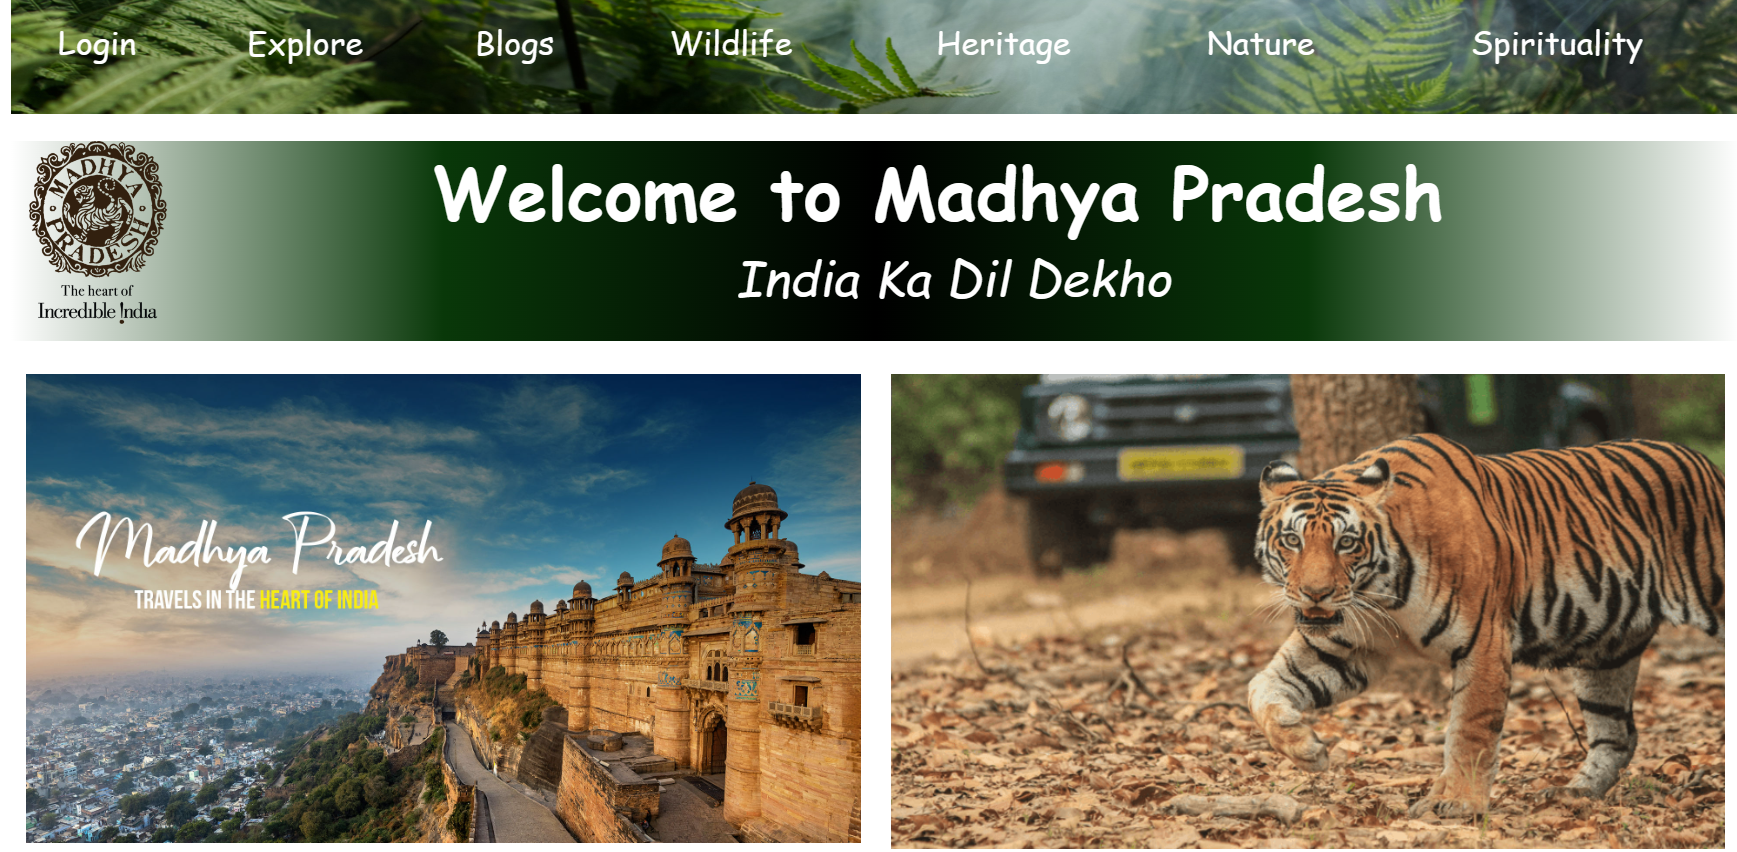 Login Explore Blogs Wildlife Heritage Nature Spirituality
MADHYA
PRADESH
The heart of
Incredible !ndia
Welcome to Madhya Pradesh
India Ka Dil Dekho
Madhya Pradesh
TRAVELS IN THE HEART OF INDIA